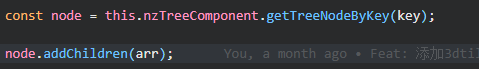 const node = this.nzTreeComponent.getTreeNodeByKey(key);
node.addChildren(arr); You, a month ago • Feat: 添加3dtil